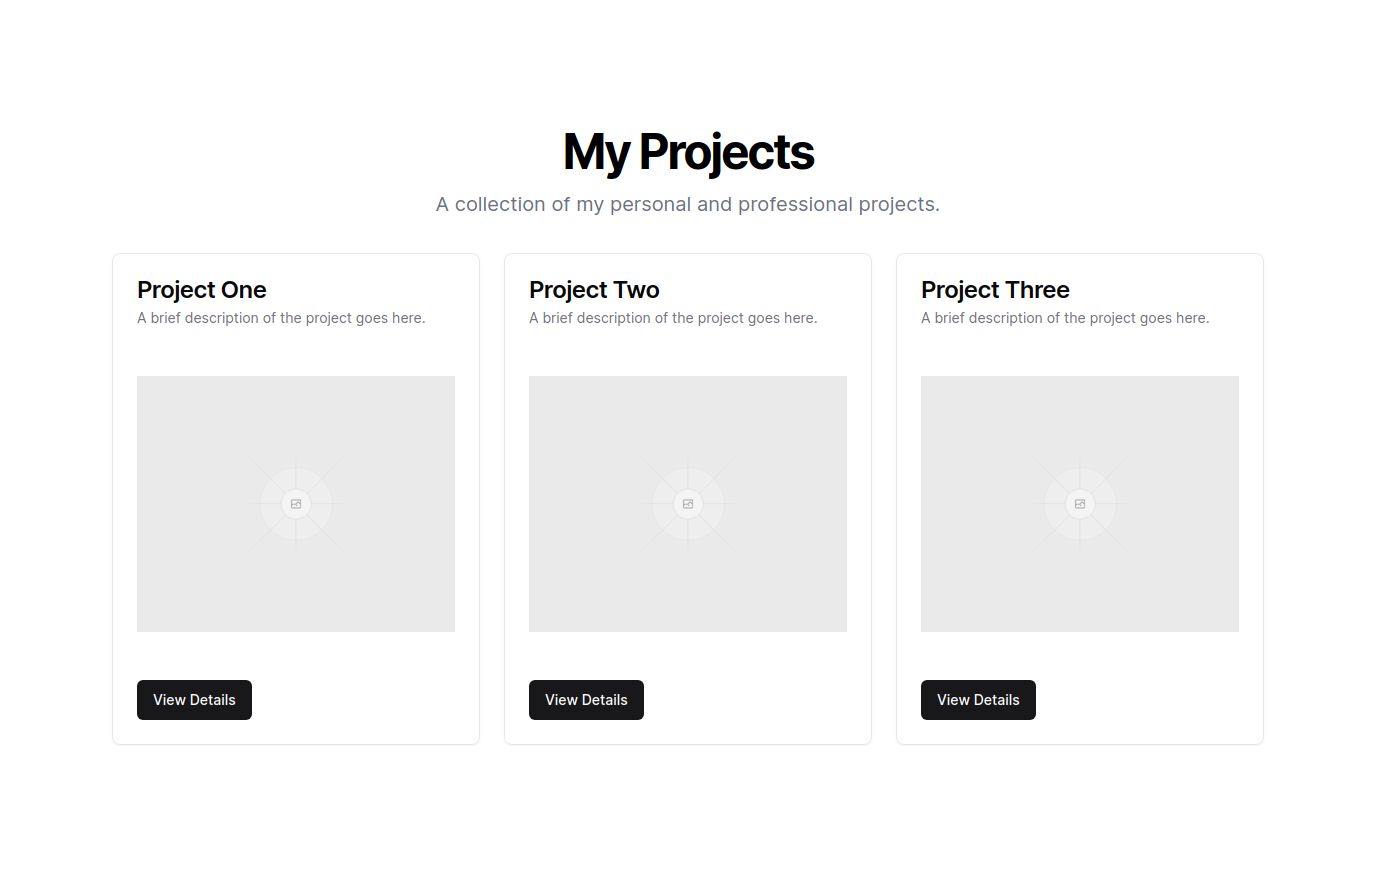 My Projects
A collection of my personal and professional projects.
Project One
A brief description of the project goes here.
View Details
Project Two
A brief description of the project goes here.
View Details
Project Three
A brief description of the project goes here.
View Details